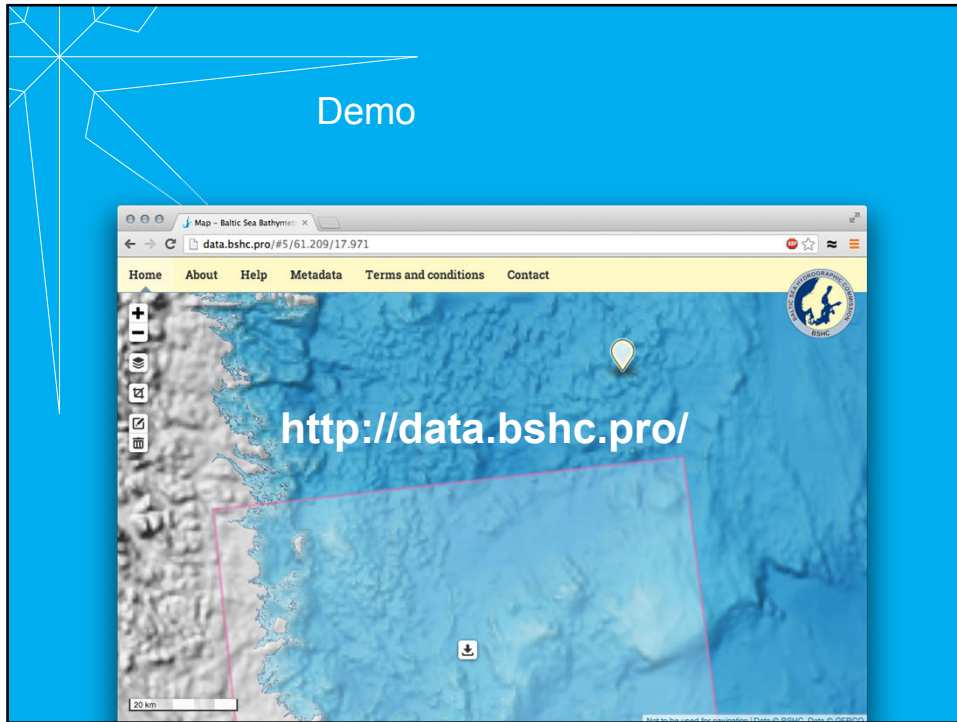 Demo
Map – Baltic Sea Bathymet
data.bshc.pro/#5/61.209/17.971
Home About Help Metadata Terms and conditions Contact
BALTIC SEA HYDROGRAPHIC COMMISSION
BSHC
http://data.bshc.pro/
20 km
Not to be used for navigation | Data © BSHC, Data © GEBCO